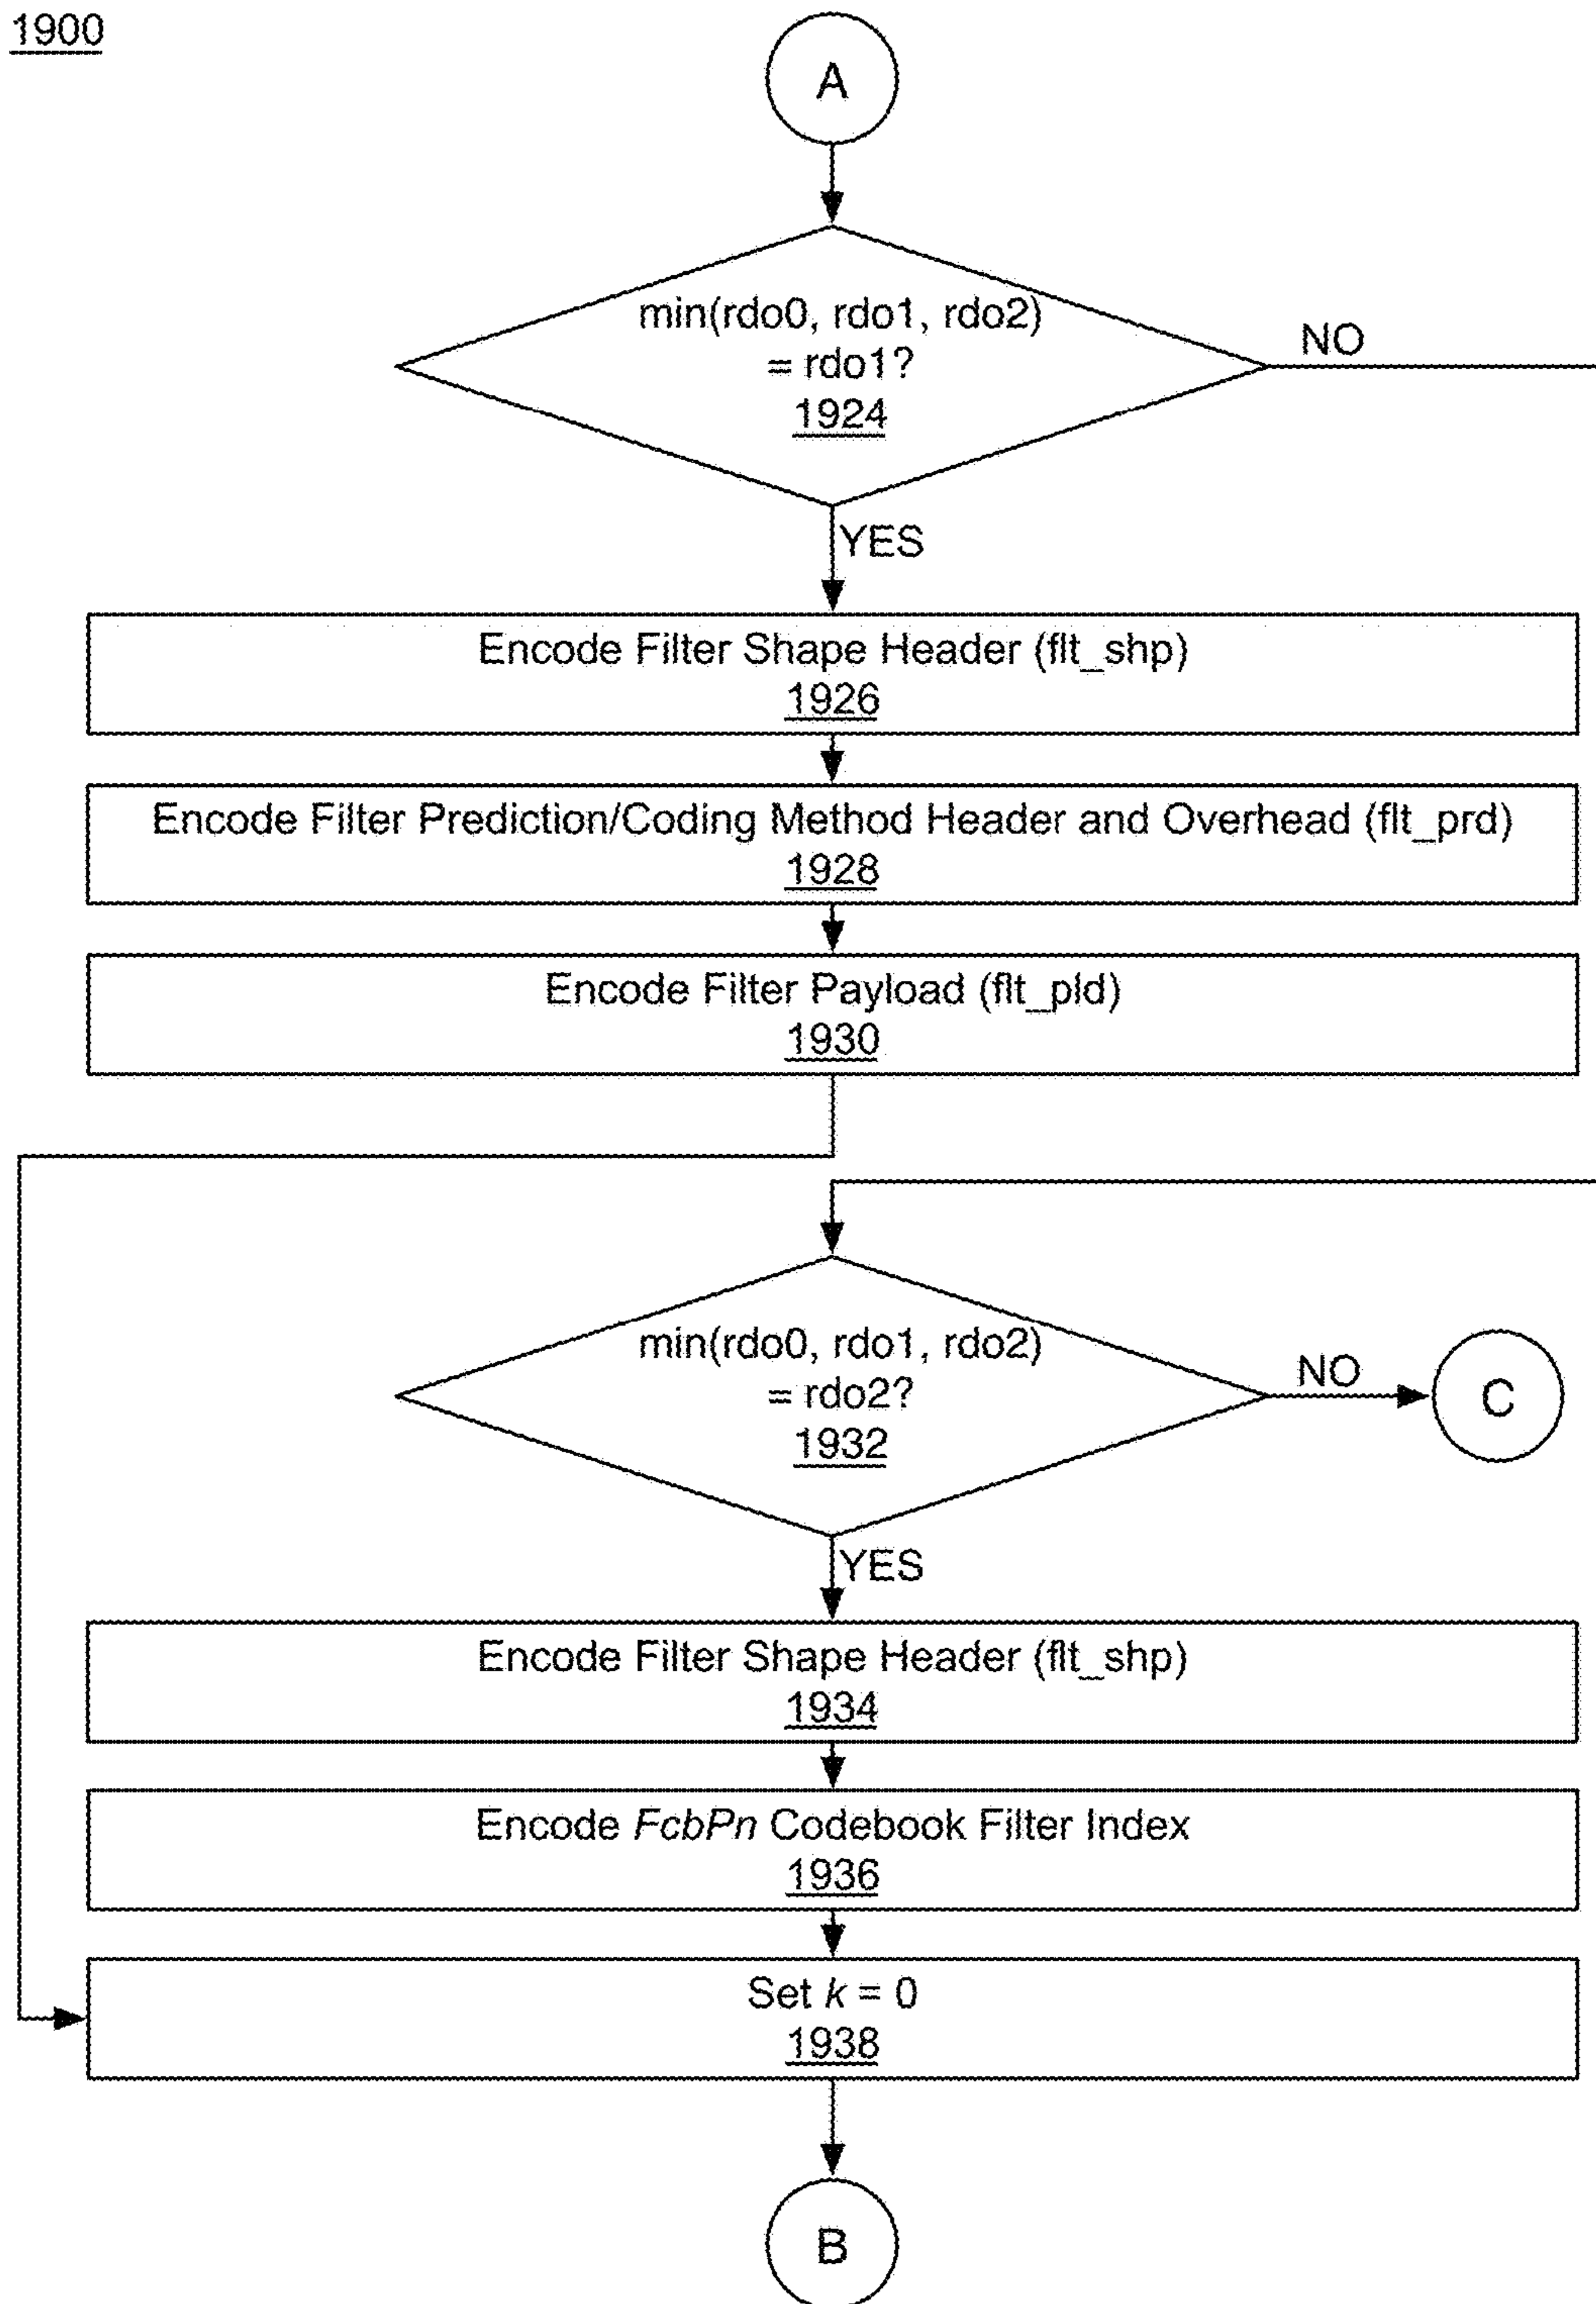 1900
A
min(rdo0, rdo1, rdo2)
= rdo1?
1924
NO
YES
Encode Filter Shape Header (flt_shp)
1926
Encode Filter Prediction/Coding Method Header and Overhead (flt_prd)
1928
Encode Filter Payload (flt_pld)
1930
min(rdo0, rdo1, rdo2)
= rdo2?
1932
NO
C
YES
Encode Filter Shape Header (flt_shp)
1934
Encode FcbPn Codebook Filter Index
1936
Set k = 0
1938
B